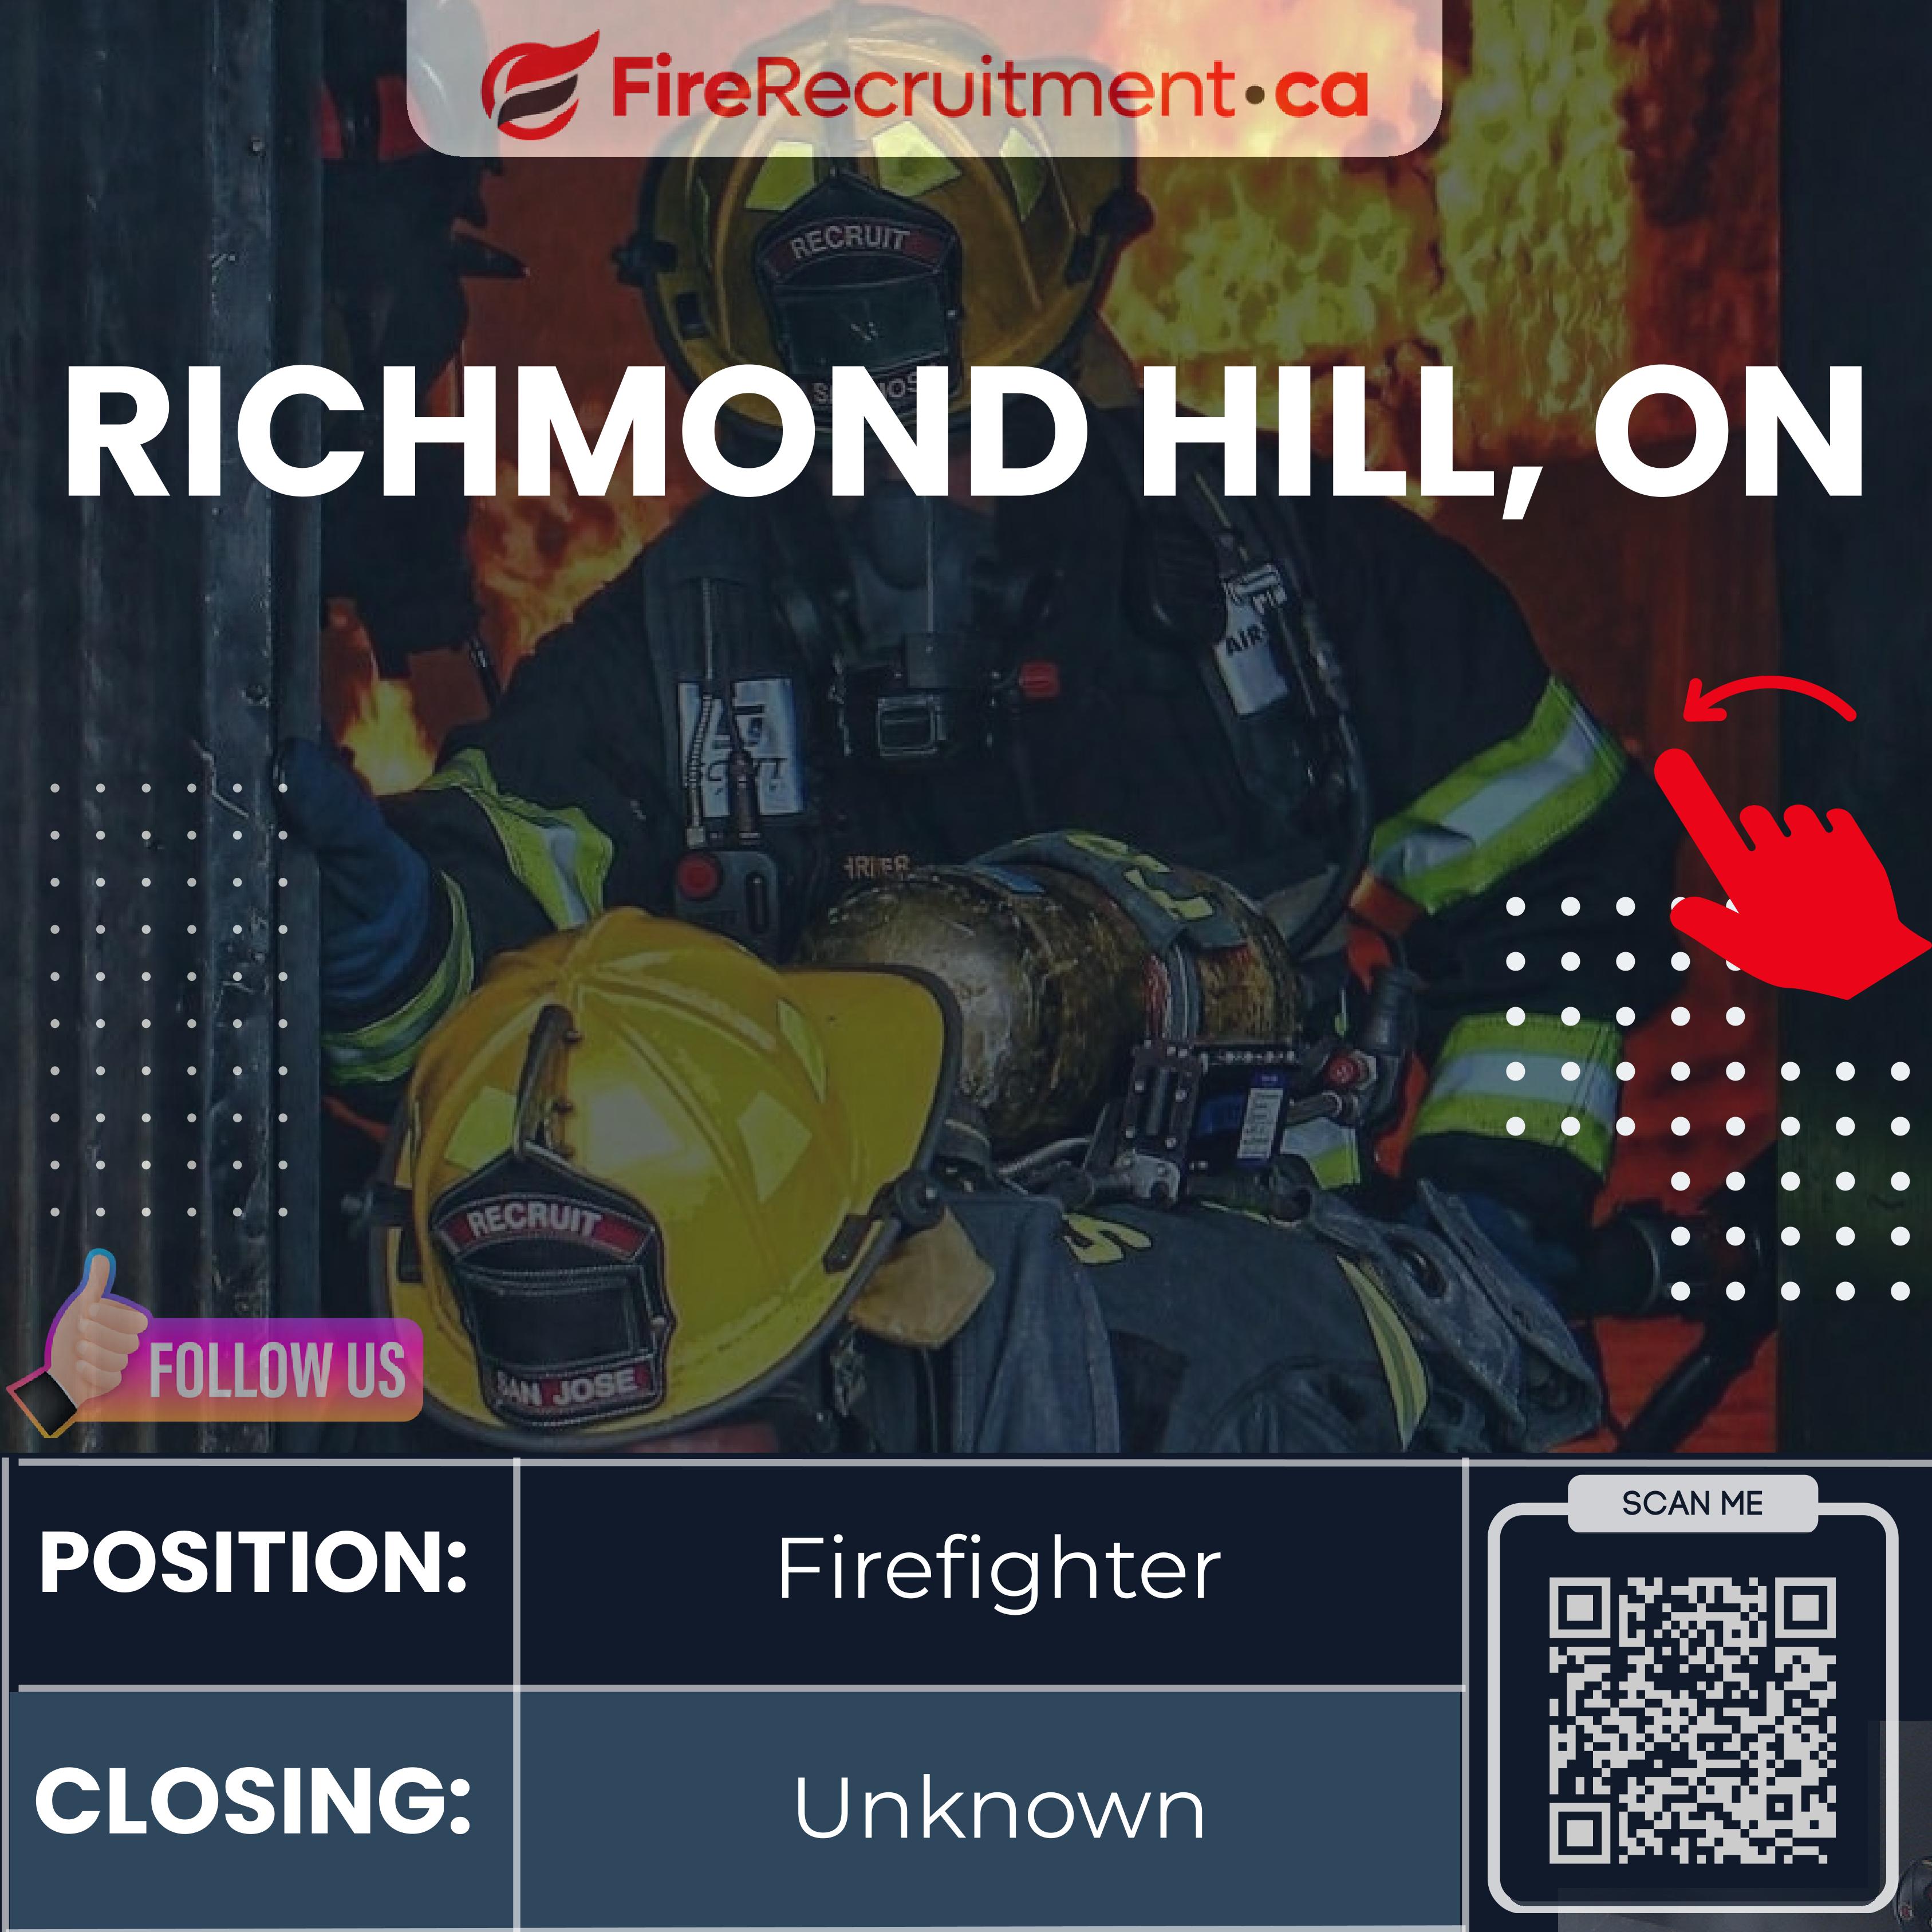 FireRecruitment.ca
RECRUIT
RICHMOND HILL, ON
AIR
RECRUIT
SAN JOSE
FOLLOW US
POSITION:
Firefighter
CLOSING:
Unknown
SCAN ME